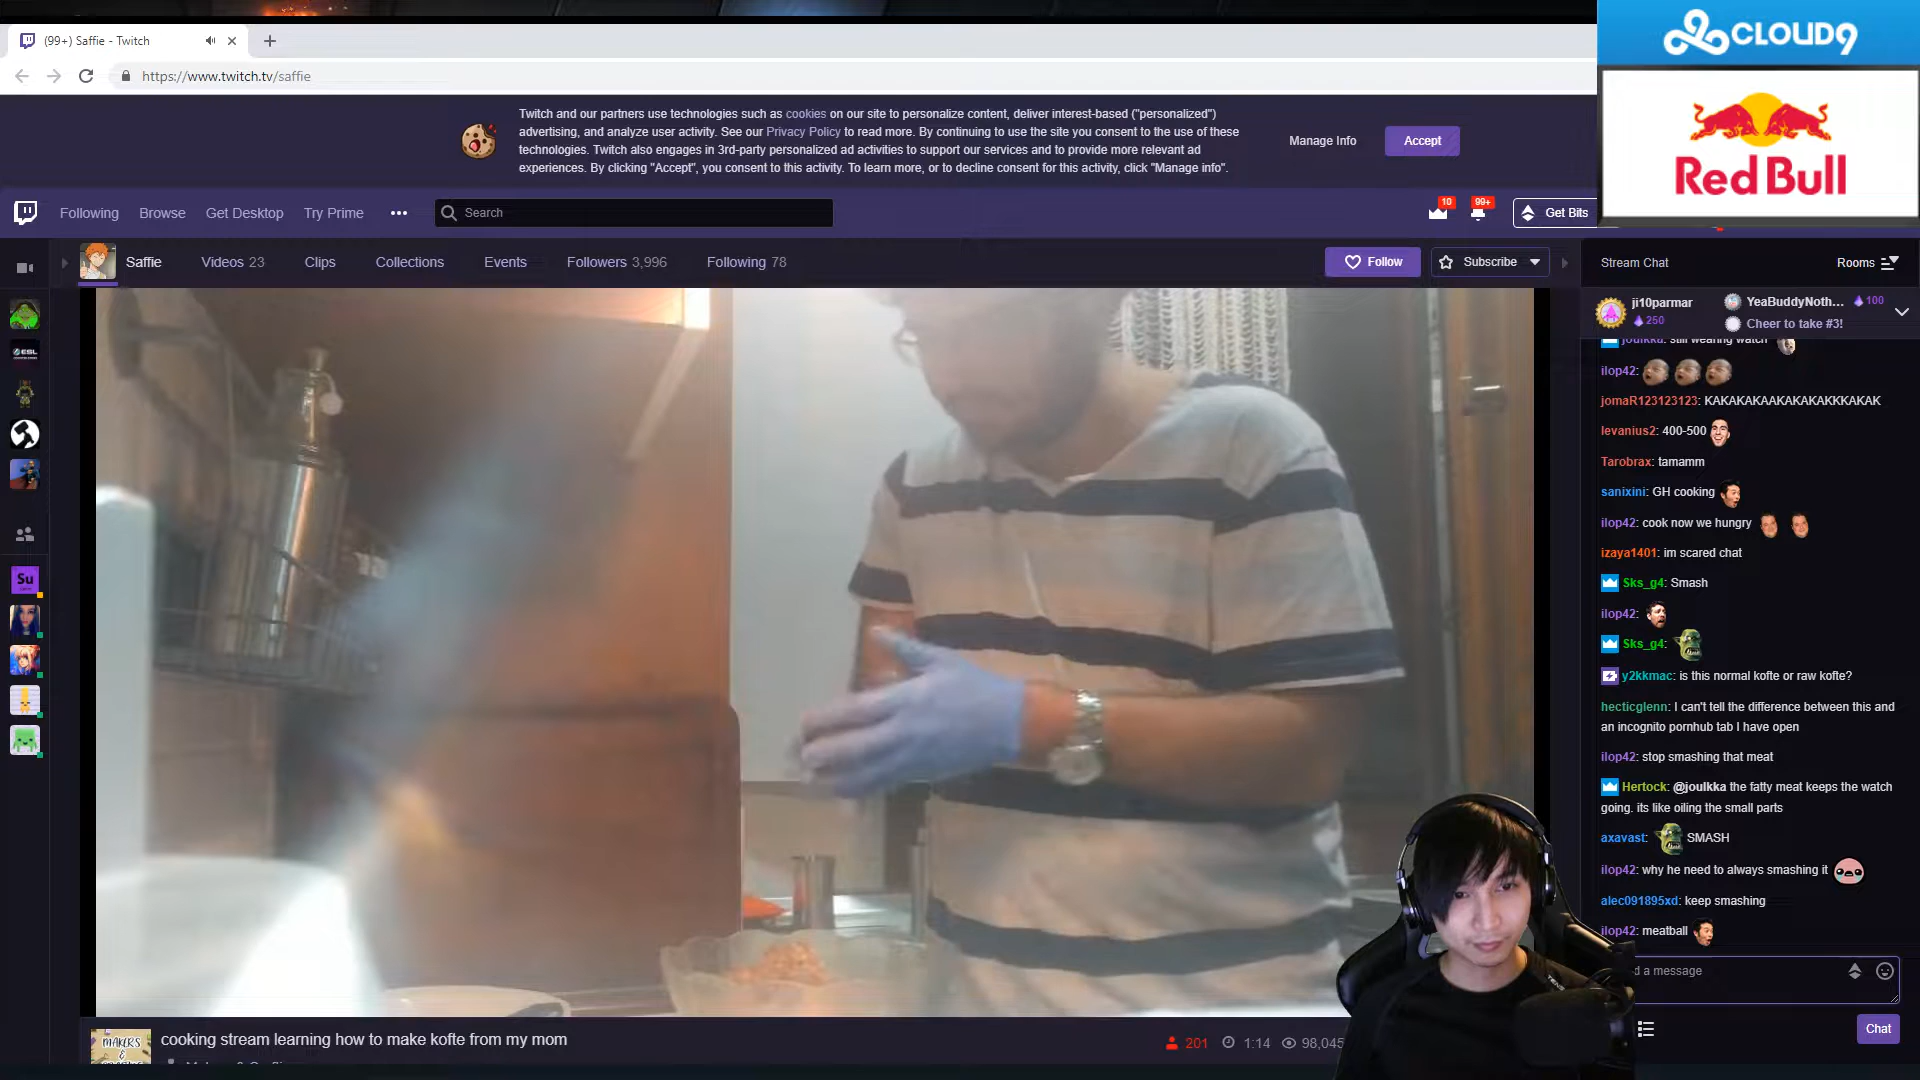 (99+) Saffie - Twitch
https://www.twitch.tv/saffie
CLOUD9
Red Bull
Twitch and our partners use technologies such as cookies on our site to personalize content, deliver interest-based ("personalized")
advertising, and analyze user activity. See our Privacy Policy to read more. By continuing to use the site you consent to the use of these
technologies. Twitch also engages in 3rd-party personalized ad activities to support our services and to provide more relevant ad
experiences. By clicking "Accept", you consent to this activity. To learn more, or to decline consent for this activity, click "Manage info".
Manage Info
Accept
Following Browse Get Desktop Try Prime ••• Search
10 99+ Get Bits
Saffie Videos 23 Clips Collections Events Followers 3,996 Following 78
Follow Subscribe
Stream Chat Rooms
ji10parmar 250
YeaBuddyNoth... 100
Cheer to take #3!
ESL
Su
joulkka: still wearing watch
ilop42:
jomaR123123123: KAKAKAKAAKAKAKAKKKAKAK
levanius2: 400-500
Tarobrax: tamamm
sanixini: GH cooking
ilop42: cook now we hungry
izaya1401: im scared chat
Sks_g4: Smash
ilop42:
Sks_g4:
y2kkmac: is this normal kofte or raw kofte?
hecticglenn: I can't tell the difference between this and
an incognito pornhub tab I have open
ilop42: stop smashing that meat
Hertock: @joulkka the fatty meat keeps the watch
going. its like oiling the small parts
axavast: SMASH
ilop42: why he need to always smashing it
alec091895xd: keep smashing
ilop42: meatball
d a message
Chat
MAKERS
&
cooking stream learning how to make kofte from my mom
201 1:14 98,045